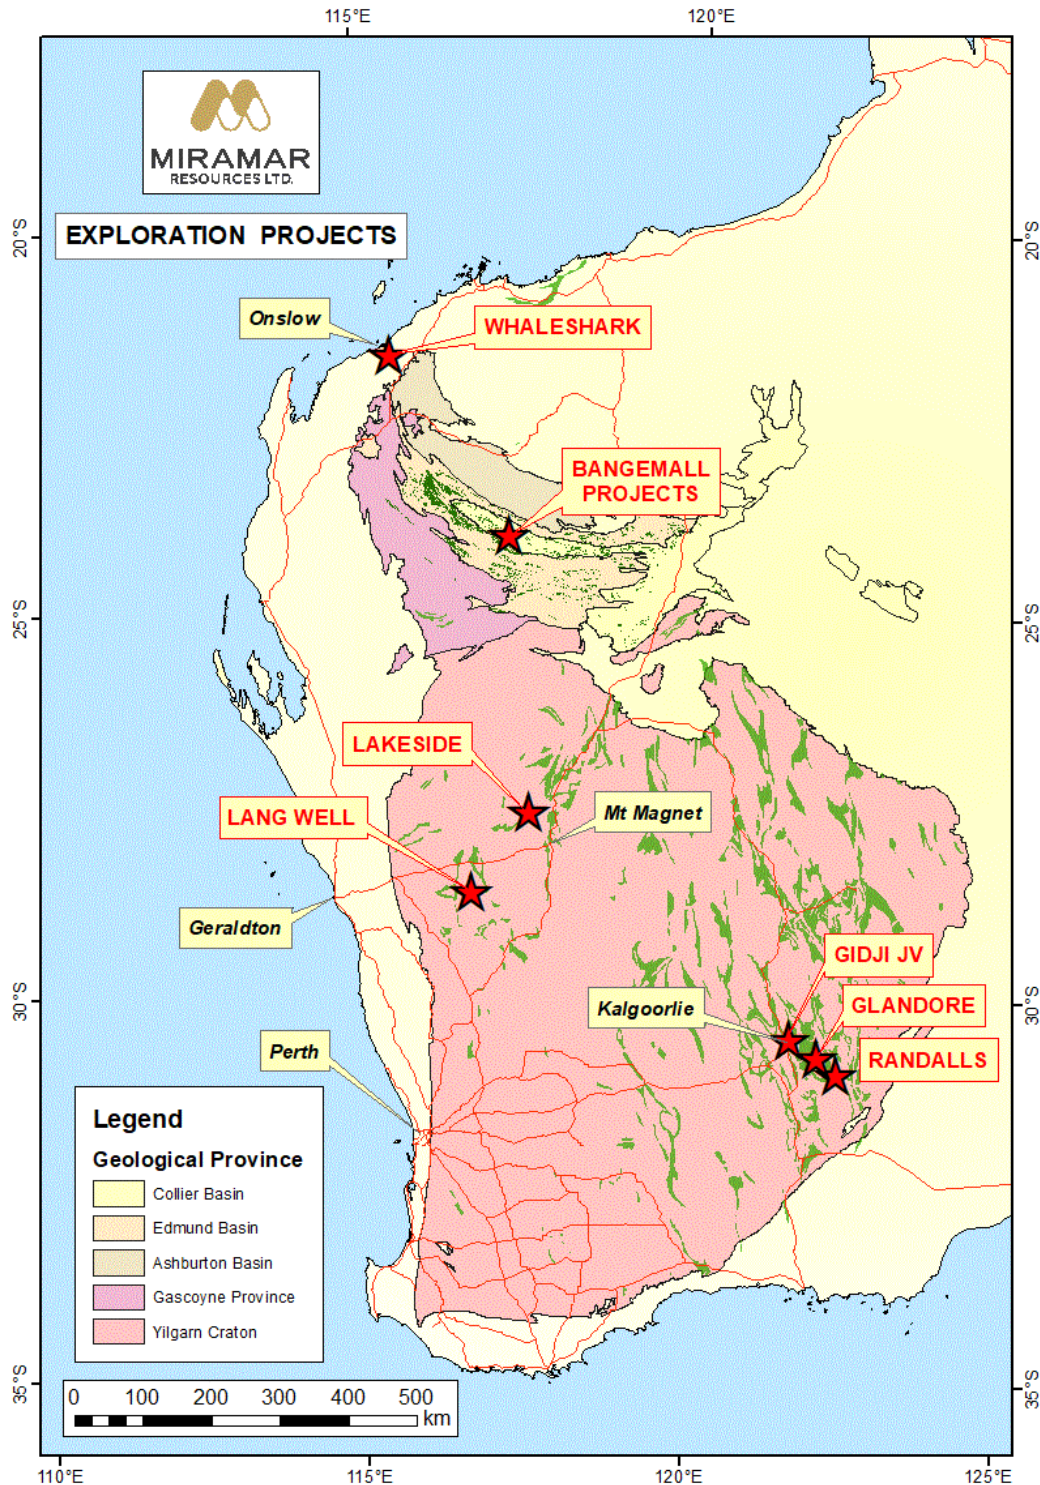 115°E
120°E
MIRAMAR
RESOURCES LTD.
EXPLORATION PROJECTS
20°S
20°S
Onslow
WHALESHARK
BANGEMALL
PROJECTS
25°S
25°S
LAKESIDE
LANG WELL
Mt Magnet
Geraldton
GIDJI JV
30°S
30°S
Kalgoorlie
GLANDORE
Perth
RANDALLS
Legend
Geological Province
Collier Basin
Edmund Basin
Ashburton Basin
Gascoyne Province
Yilgarn Craton
35°S
35°S
0 100 200 300 400 500
km
110°E
115°E
120°E
125°E